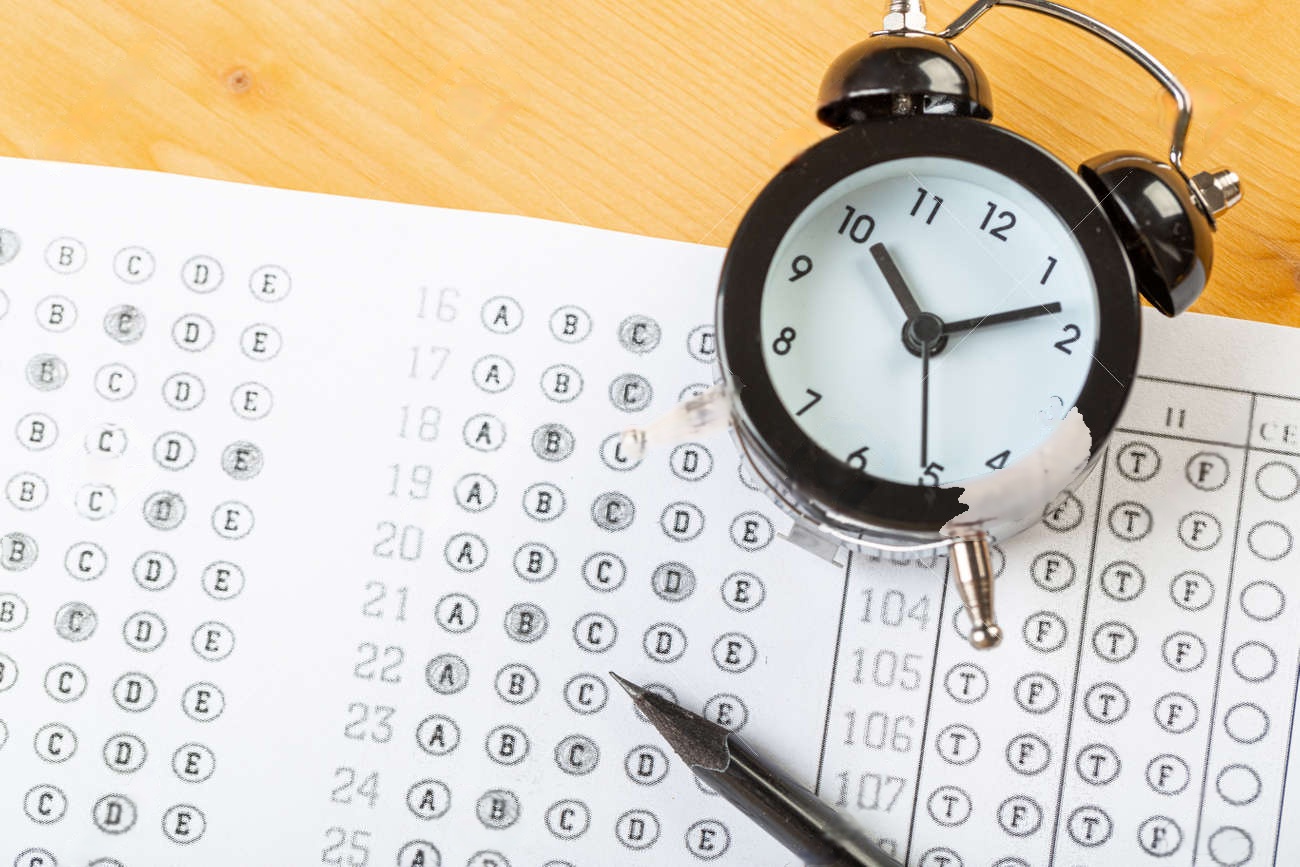 B C D E
B C D E
B C D E
B C D E
B C D E
B C D E
B C D E
B C D E
C D E
C D E
16 A B C D
17 A B C
18 A B C D
19 A B C D E
20 A B C D E
21 A B C D E
22 A B C E
23 A B C D
24 A B C D E
25 A
11 12
10 1
9 2
8
7 4
6 5
II CE
T F
F T F
F T F
104 F T F
105 T F T F
106 T F T F
107 T F T F